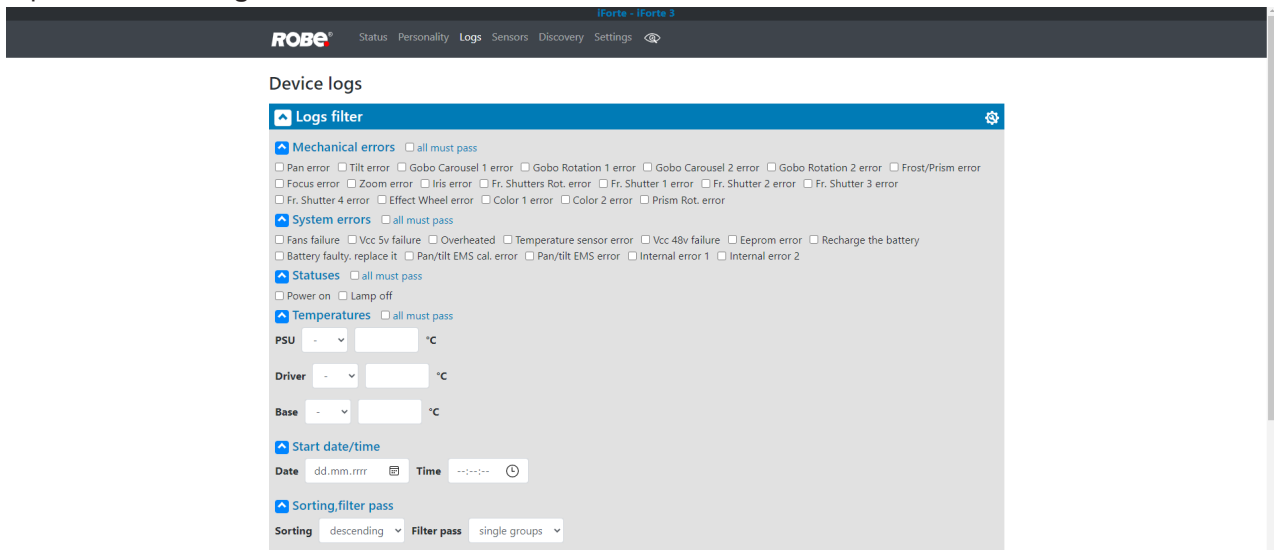 iForte - iForte 3
ROBE® Status Personality Logs Sensors Discovery Settings
Device logs
Logs filter
Mechanical errors all must pass
Pan error Tilt error Gobo Carousel 1 error Gobo Rotation 1 error Gobo Carousel 2 error Gobo Rotation 2 error Frost/Prism error
Focus error Zoom error Iris error Fr. Shutters Rot. error Fr. Shutter 1 error Fr. Shutter 2 error Fr. Shutter 3 error
Fr. Shutter 4 error Effect Wheel error Color 1 error Color 2 error Prism Rot. error
System errors all must pass
Fans failure Vcc 5v failure Overheated Temperature sensor error Vcc 48v failure Eeprom error Recharge the battery
Battery faulty. replace it Pan/tilt EMS cal. error Pan/tilt EMS error Internal error 1 Internal error 2
Statuses all must pass
Power on Lamp off
Temperatures all must pass
PSU - °C
Driver - °C
Base - °C
Start date/time
Date dd.mm.rrrr Time --:--:--
Sorting,filter pass
Sorting descending Filter pass single groups